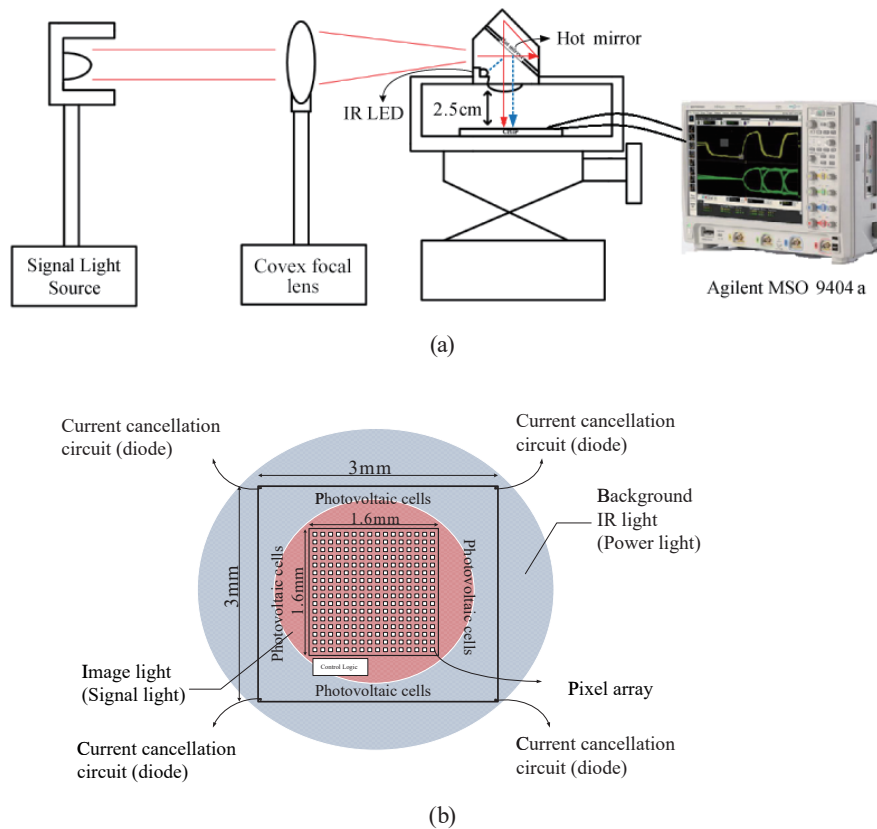 Hot mirror
IR LED
2.5cm
CHIP
Signal Light
Source
Covex focal
lens
Agilent MSO 9404 a
(a)
Current cancellation
circuit (diode)
Current cancellation
circuit (diode)
3mm
Photovoltaic cells
1.6mm
Background
IR light
(Power light)
3mm
Photovoltaic cells
1.6mm
Photovoltaic cells
Control Logic
Image light
(Signal light)
Photovoltaic cells
Pixel array
Current cancellation
circuit (diode)
Current cancellation
circuit (diode)
(b)